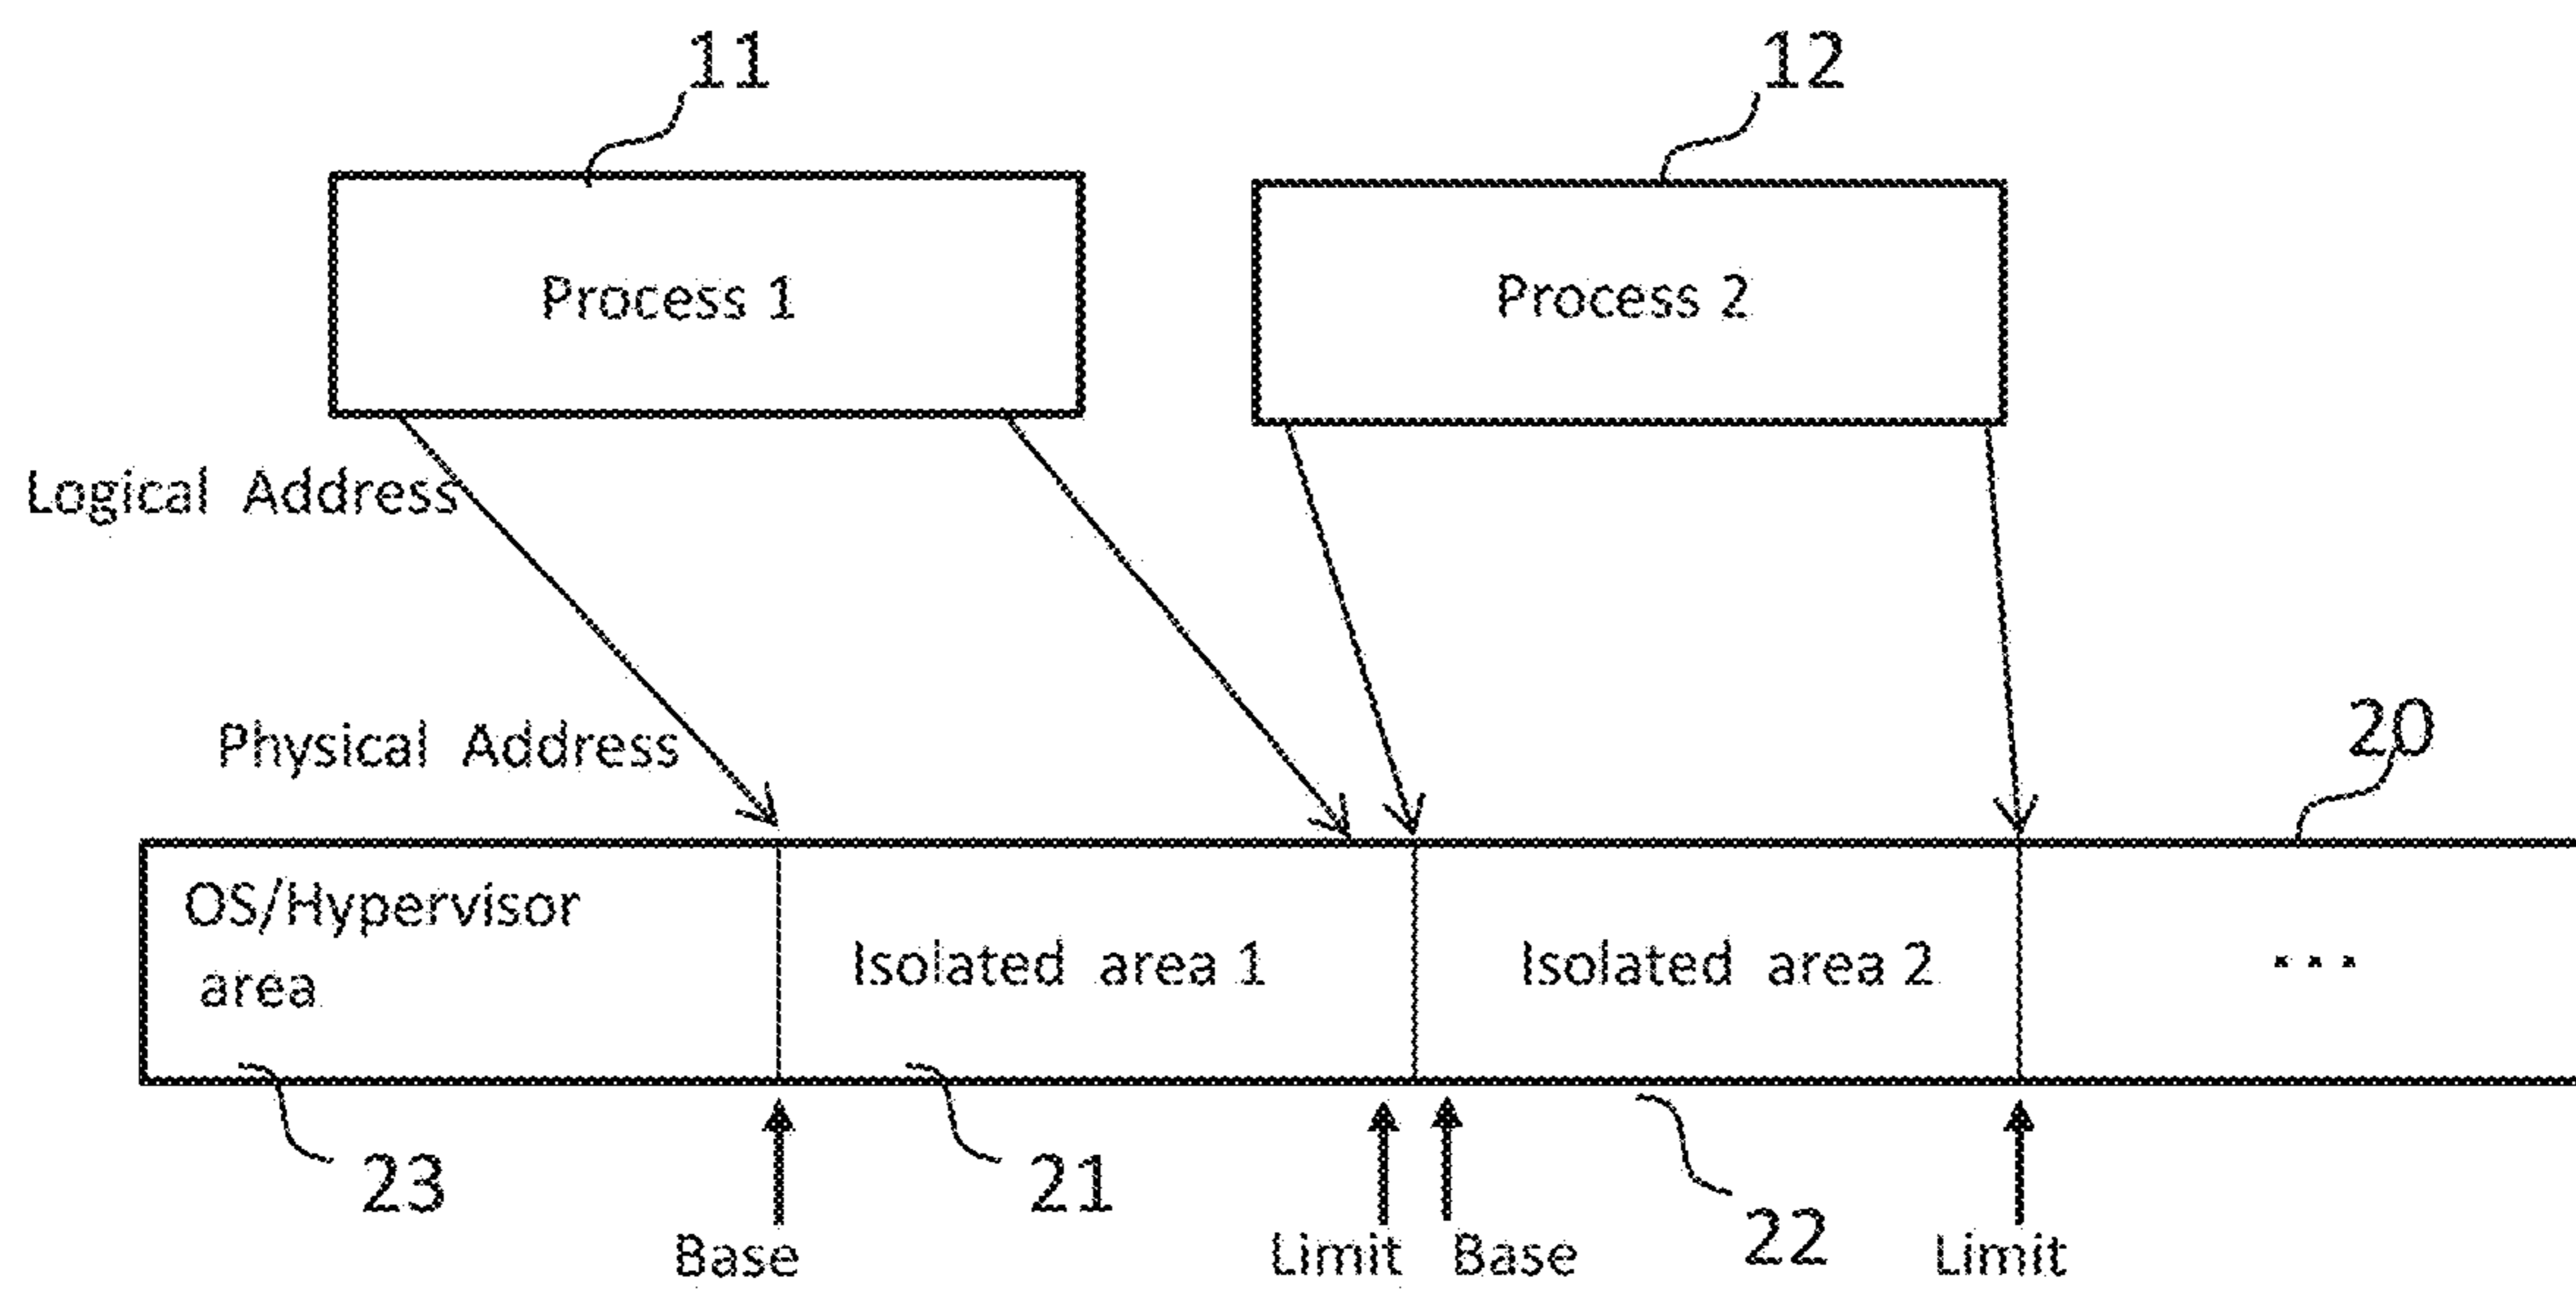 11
12
Process 1
Process 2
Logical Address
Physical Address
20
OS/Hypervisor
area
Isolated area 1
Isolated area 2
...
23
21
22
Base
Limit
Base
Limit